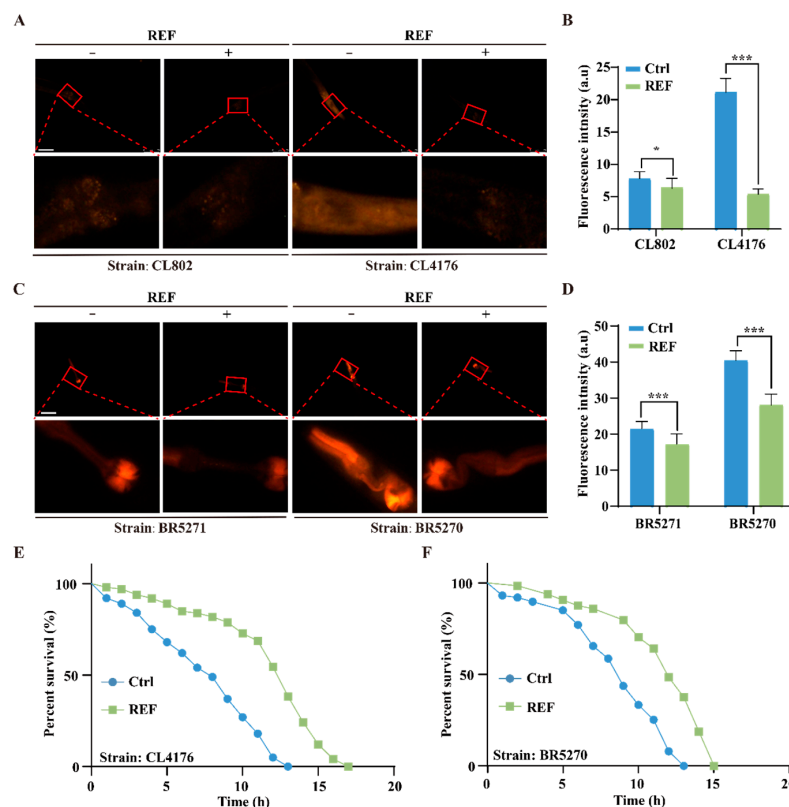 A
REF
REF
−
+
−
+
Strain: CL802
Strain: CL4176
B
Fluorescence intnsity (a.u)
25
20
15
10
5
0
Ctrl
REF
*
***
CL802
CL4176
C
REF
REF
−
+
−
+
Strain: BR5271
Strain: BR5270
D
Fluorescence intnsity (a.u)
50
40
30
20
10
0
Ctrl
REF
***
***
BR5271
BR5270
E
Percent survival (%)
100
50
0
Ctrl
REF
Strain: CL4176
0
5
10
15
20
Time (h)
F
Percent survival (%)
100
50
0
Ctrl
REF
Strain: BR5270
0
5
10
15
20
Time (h)